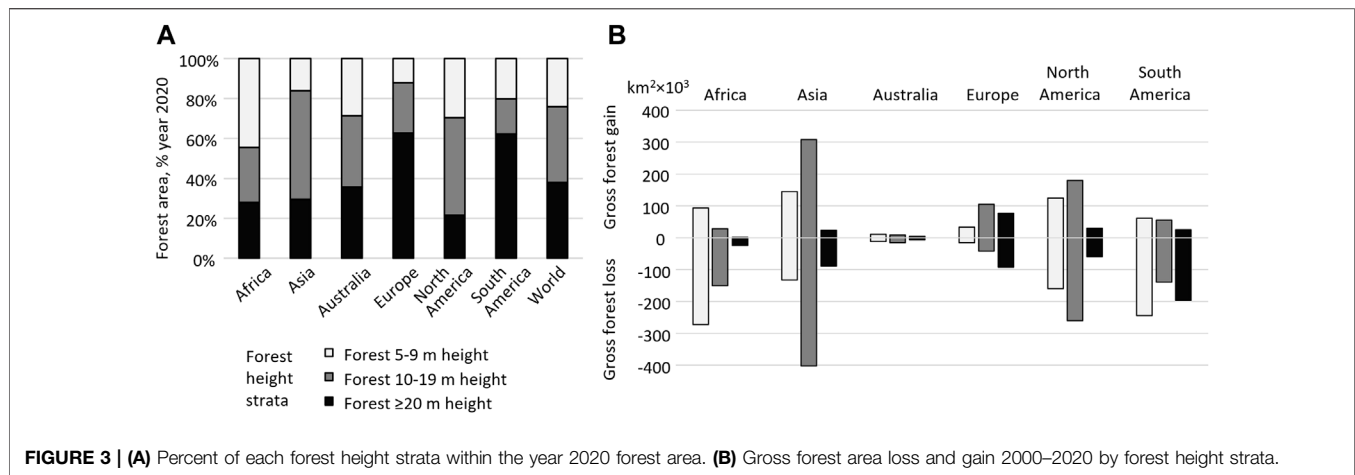 A
Forest area, % year 2020
100%
80%
60%
40%
20%
0%
Africa
Asia
Australia
Europe
North
America
South
America
World
Forest
height
strata
Forest 5-9 m height
Forest 10-19 m height
Forest ≥20 m height
B
km²×10³
Africa
Asia
Australia
Europe
North
America
South
America
Gross forest gain
Gross forest loss
400
300
200
100
0
-100
-200
-300
-400
FIGURE 3 | (A) Percent of each forest height strata within the year 2020 forest area. (B) Gross forest area loss and gain 2000–2020 by forest height strata.